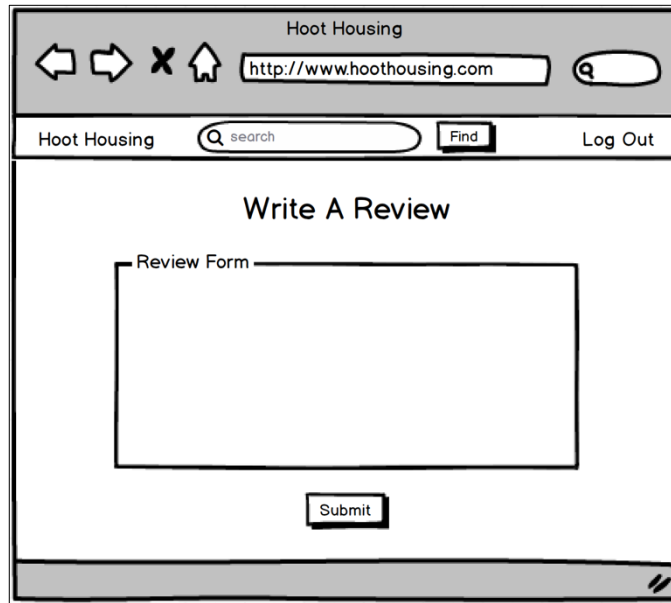 Hoot Housing
http://www.hoothousing.com
Hoot Housing search Find Log Out
Write A Review
Review Form
Submit